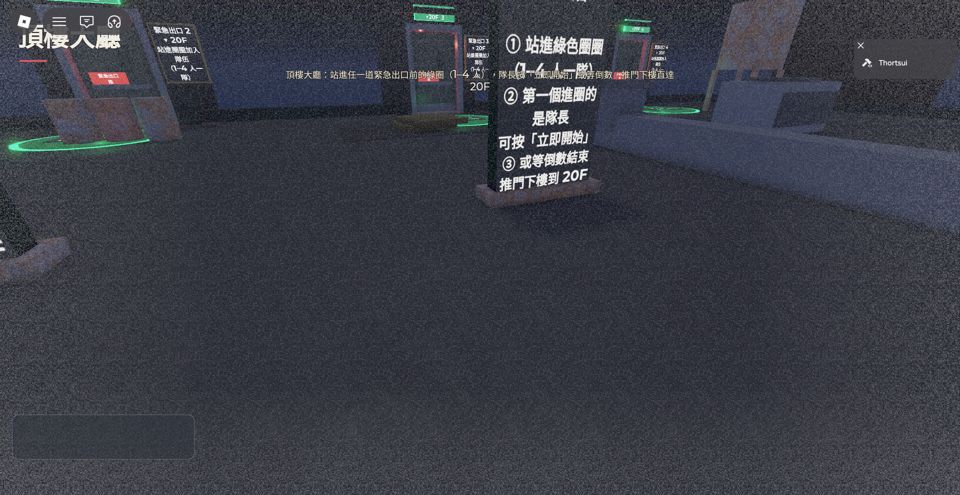 頂樓大廳
頂樓大廳：站進任一道緊急出口前的綠圈（1–4 人），隊長按「立即開始」或等倒數，推門下樓直達
20F
Thortsui
緊急出口 2
→ 20F
站進圈圈加入
隊伍
(1–4 人一
隊)
緊急出口
① 站進綠色圈圈
(1–4 人一隊)
② 第一個進圈的
是隊長
可按「立即開始」
③ 或等倒數結束
推門下樓到 20F